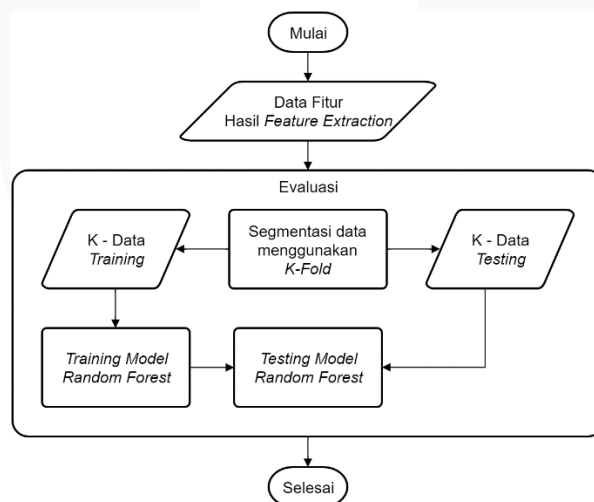 Mulai
Data Fitur
Hasil Feature Extraction
Evaluasi
K - Data
Training
Segmentasi data
menggunakan
K-Fold
K - Data
Testing
Training Model
Random Forest
Testing Model
Random Forest
Selesai